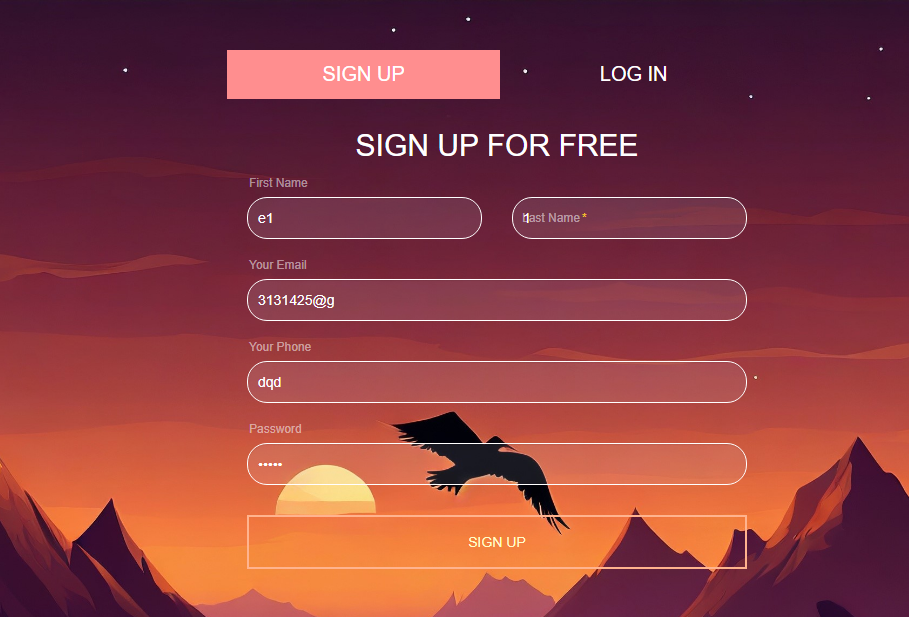 SIGN UP LOG IN
SIGN UP FOR FREE
First Name
e1 1 Last Name*
Your Email
3131425@g
Your Phone
dqd
Password
•••••
SIGN UP